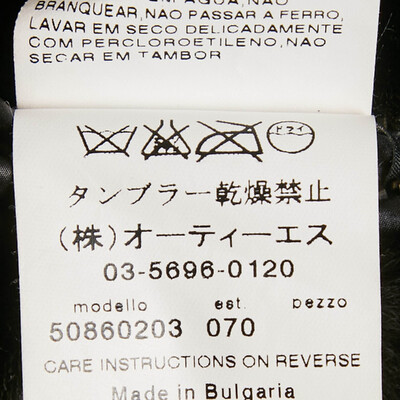 BRANQUEAR, NAO PASSAR A FERRO,
LAVAR EM SECO DELICADAMENTE
COM PERCLOROETILENO, NAO
SECAR EM TAMBOR
ドライ
タンブラー乾燥禁止
(株)オーティーエス
03-5696-0120
modello est. pezzo
50860203 070
CARE INSTRUCTIONS ON REVERSE
Made in Bulgaria